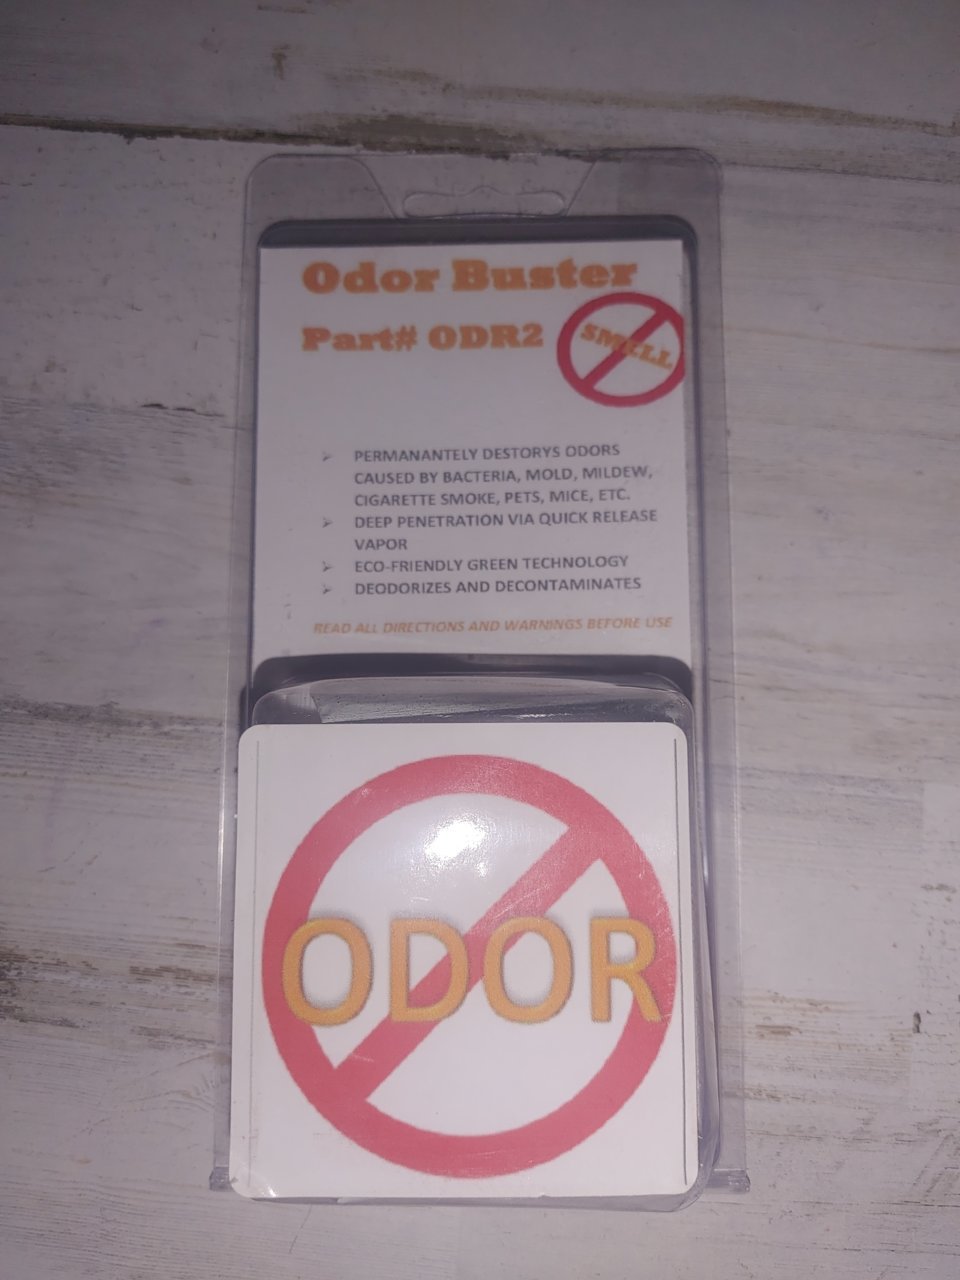 Odor Buster
Part# ODR2
SMELL
➢ PERMANANTELY DESTORYS ODORS
CAUSED BY BACTERIA, MOLD, MILDEW,
CIGARETTE SMOKE, PETS, MICE, ETC.
➢ DEEP PENETRATION VIA QUICK RELEASE
VAPOR
➢ ECO-FRIENDLY GREEN TECHNOLOGY
➢ DEODORIZES AND DECONTAMINATES
READ ALL DIRECTIONS AND WARNINGS BEFORE USE
ODOR